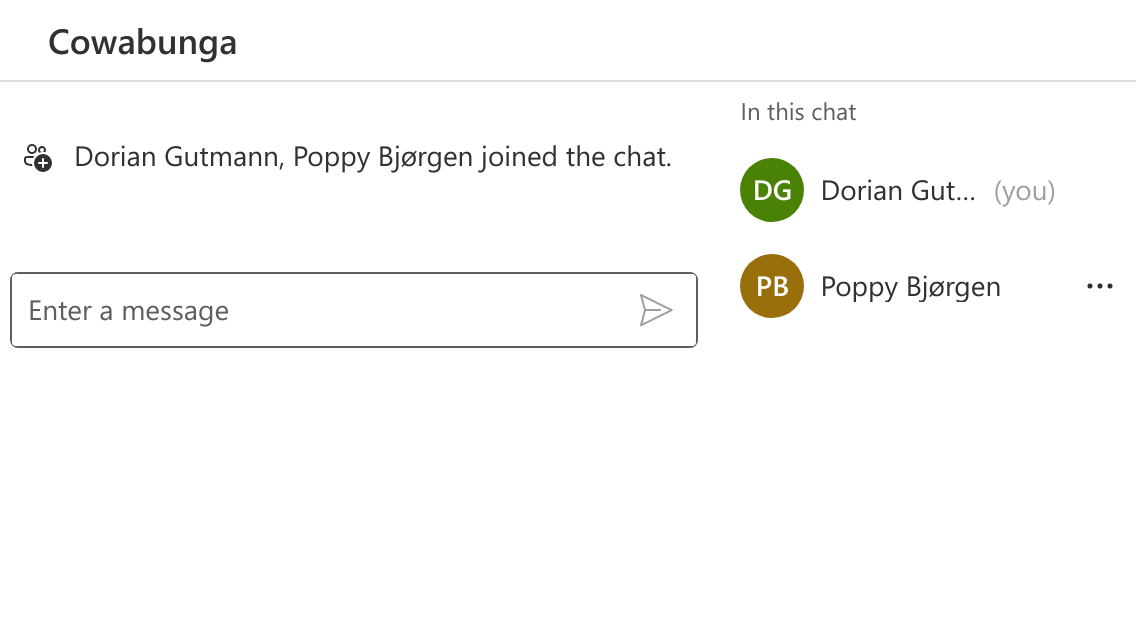 Cowabunga
Dorian Gutmann, Poppy Bjørgen joined the chat.
Enter a message
In this chat
DG Dorian Gut... (you)
PB Poppy Bjørgen